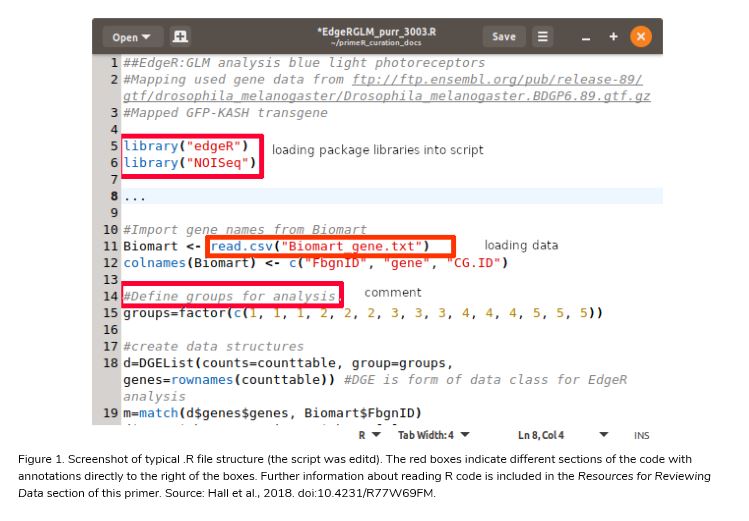 Open
*EdgeRGLM_purr_3003.R
~/primeR_curation_docs
Save
1 ##EdgeR:GLM analysis blue light photoreceptors
2 #Mapping used gene data from ftp://ftp.ensembl.org/pub/release-89/
gtf/drosophila_melanogaster/Drosophila_melanogaster.BDGP6.89.gtf.gz
3 #Mapped GFP-KASH transgene
4
5 library("edgeR")
loading package libraries into script
6 library("NOISeq")
7
8 ...
9
10 #Import gene names from Biomart
11 Biomart <- read.csv("Biomart_gene.txt")
loading data
12 colnames(Biomart) <- c("FbgnID", "gene", "CG.ID")
13
14 #Define groups for analysis
comment
15 groups=factor(c(1, 1, 1, 2, 2, 2, 3, 3, 3, 4, 4, 4, 5, 5, 5))
16
17 #create data structures
18 d=DGEList(counts=counttable, group=groups,
genes=rownames(counttable)) #DGE is form of data class for EdgeR
analysis
19 m=match(d$genes$genes, Biomart$FbgnID)
R
Tab Width: 4
Ln 8, Col 4
INS
Figure 1. Screenshot of typical .R file structure (the script was editd). The red boxes indicate different sections of the code with
annotations directly to the right of the boxes. Further information about reading R code is included in the Resources for Reviewing
Data section of this primer. Source: Hall et al., 2018. doi:10.4231/R77W69FM.